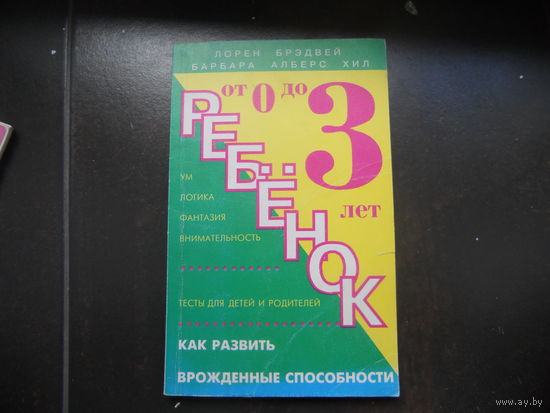 ЛОРЕН БРЭДВЕЙ
БАРБАРА АЛБЕРС ХИЛ
от 0 до 3
лет
РЕБЁНОК
УМ
ЛОГИКА
ФАНТАЗИЯ
ВНИМАТЕЛЬНОСТЬ
ТЕСТЫ ДЛЯ ДЕТЕЙ И РОДИТЕЛЕЙ
КАК РАЗВИТЬ
ВРОЖДЕННЫЕ СПОСОБНОСТИ
www.ay.by